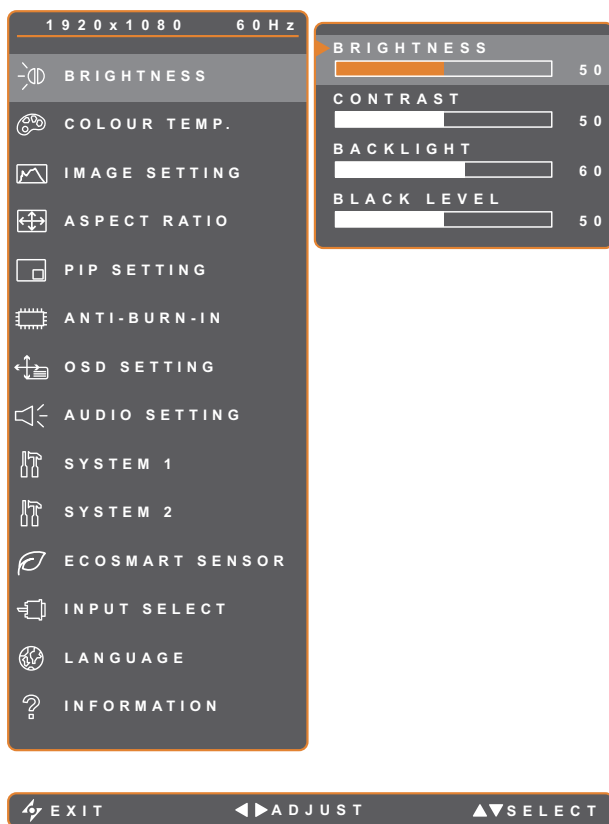 1920x1080 60Hz
BRIGHTNESS
COLOUR TEMP.
IMAGE SETTING
ASPECT RATIO
PIP SETTING
ANTI-BURN-IN
OSD SETTING
AUDIO SETTING
SYSTEM 1
SYSTEM 2
ECOSMART SENSOR
INPUT SELECT
LANGUAGE
INFORMATION
BRIGHTNESS
50
CONTRAST
50
BACKLIGHT
60
BLACK LEVEL
50
EXIT ◀▶ADJUST ▲▼SELECT